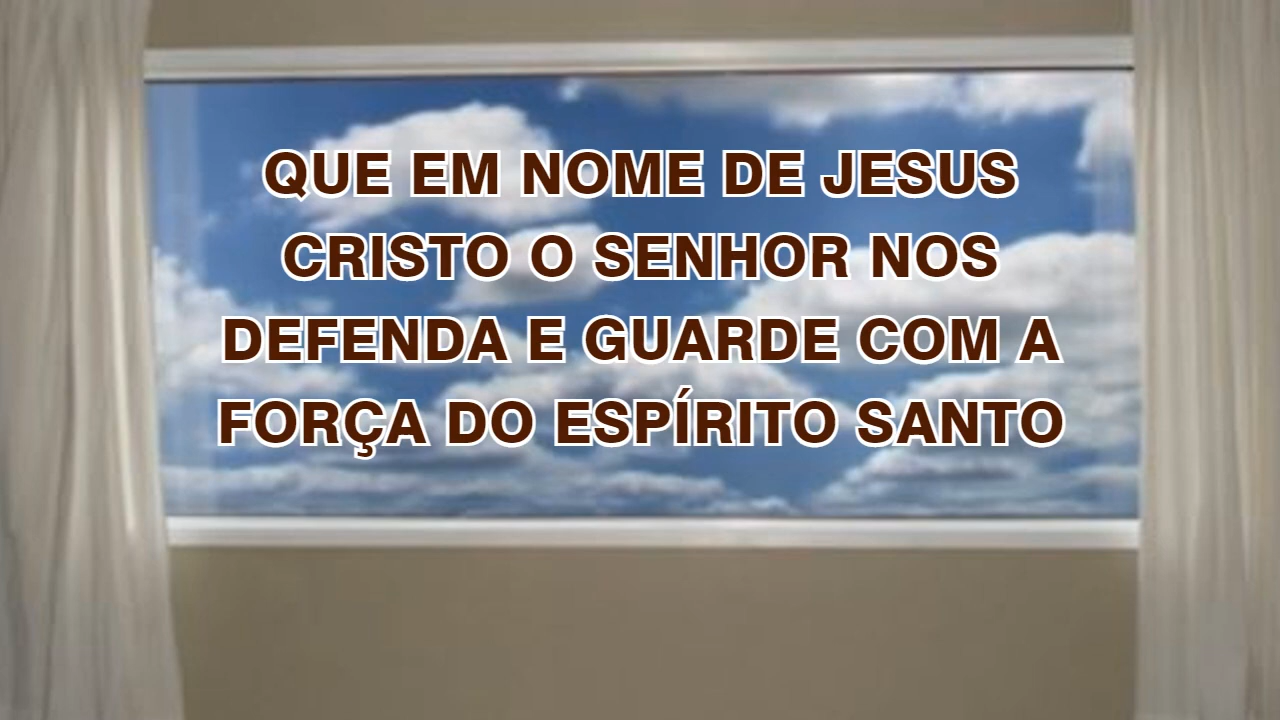 QUE EM NOME DE JESUS
CRISTO O SENHOR NOS
DEFENDA E GUARDE COM A
FORÇA DO ESPÍRITO SANTO